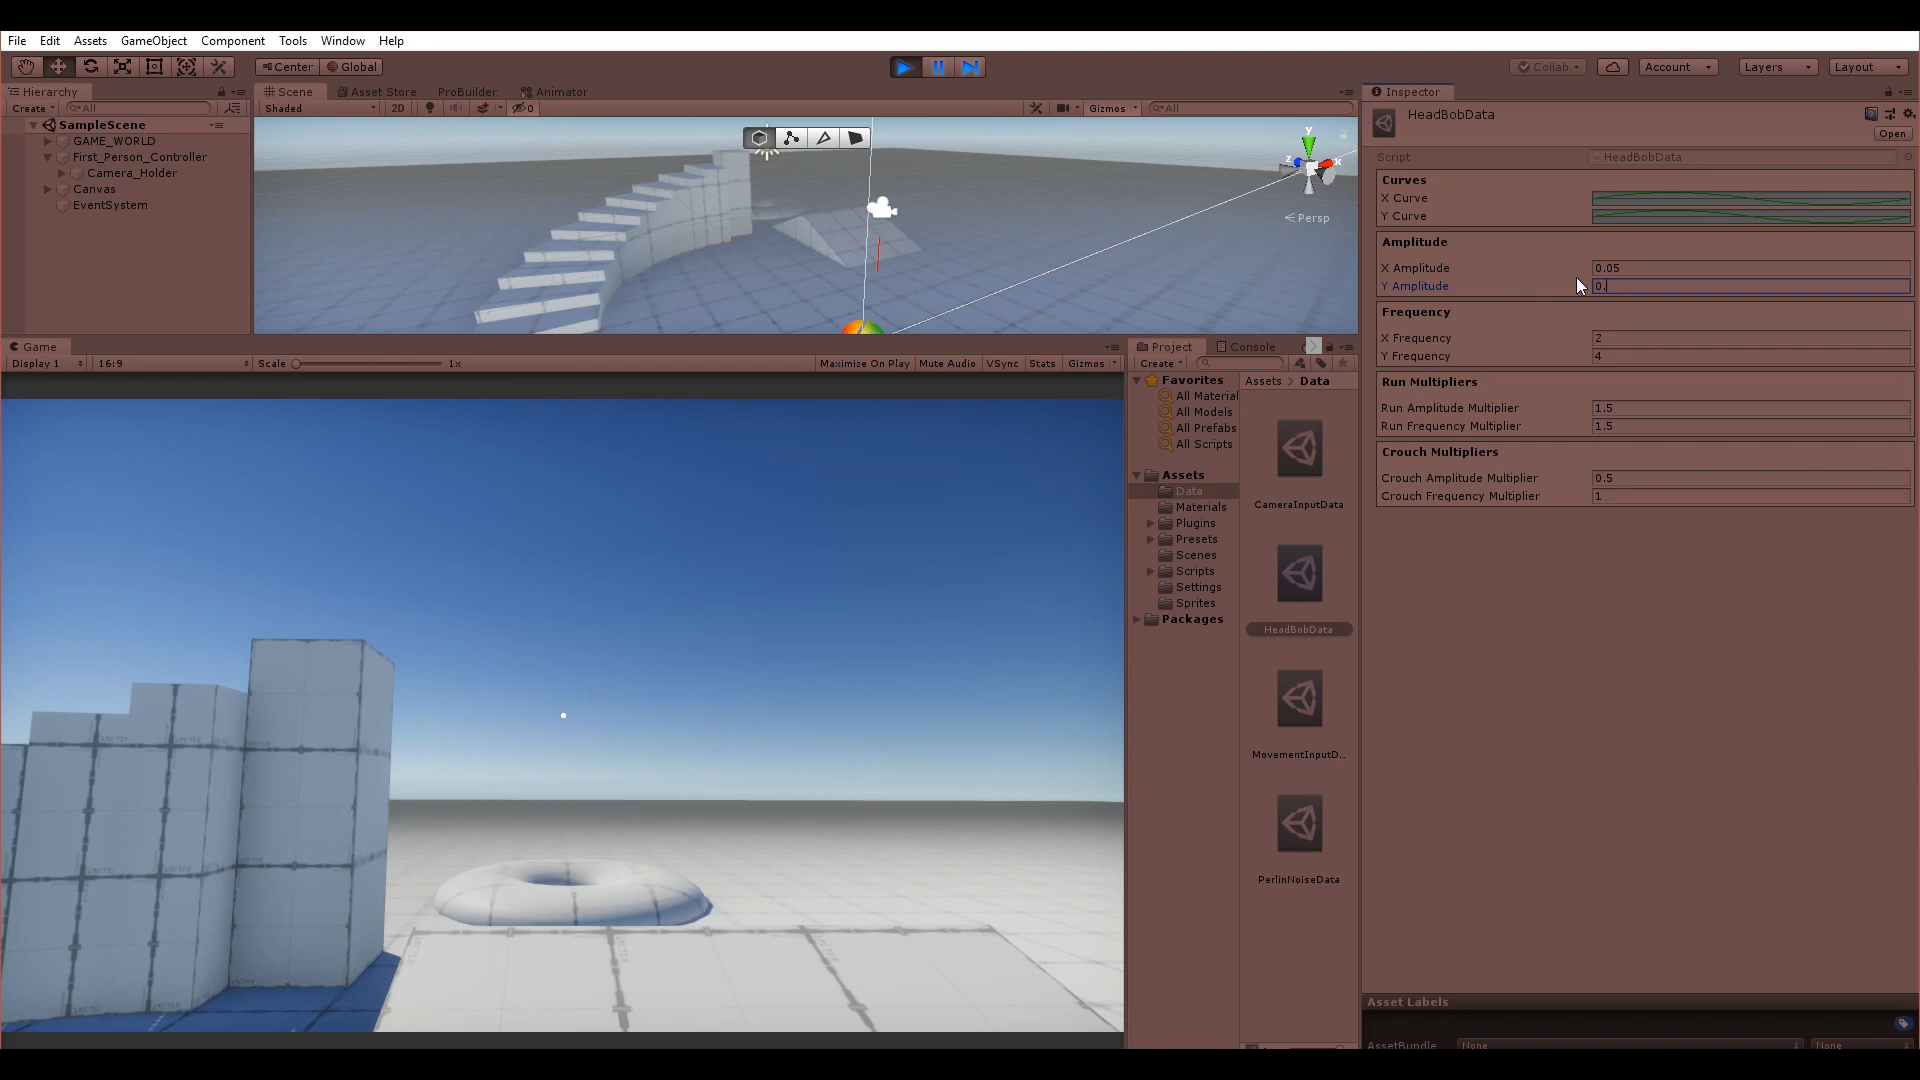 File Edit Assets GameObject Component Tools Window Help
Center Global Collab Account Layers Layout
Hierarchy
Create All
SampleScene
GAME_WORLD
First_Person_Controller
Camera_Holder
Canvas
EventSystem
Scene Asset Store ProBuilder Animator
Shaded 2D 0 Gizmos All
y
z x
Persp
Game
Display 1 16:9 Scale 1x Maximize On Play Mute Audio VSync Stats Gizmos
Project Console
Create
Favorites
All Material
All Models
All Prefabs
All Scripts
Assets
Data
Materials
Plugins
Presets
Scenes
Scripts
Settings
Sprites
Packages
Assets > Data
CameraInputData
HeadBobData
MovementInputD...
PerlinNoiseData
Inspector
HeadBobData
Open
Script HeadBobData
Curves
X Curve
Y Curve
Amplitude
X Amplitude 0.05
Y Amplitude 0.
Frequency
X Frequency 2
Y Frequency 4
Run Multipliers
Run Amplitude Multiplier 1.5
Run Frequency Multiplier 1.5
Crouch Multipliers
Crouch Amplitude Multiplier 0.5
Crouch Frequency Multiplier 1
Asset Labels
AssetBundle None None